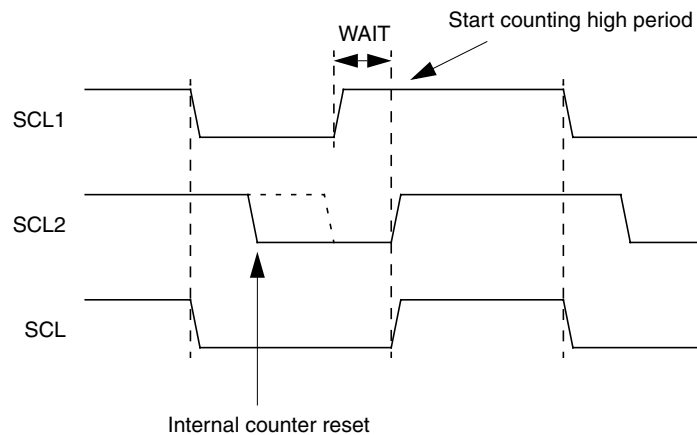 Start counting high period
WAIT
SCL1
SCL2
SCL
Internal counter reset